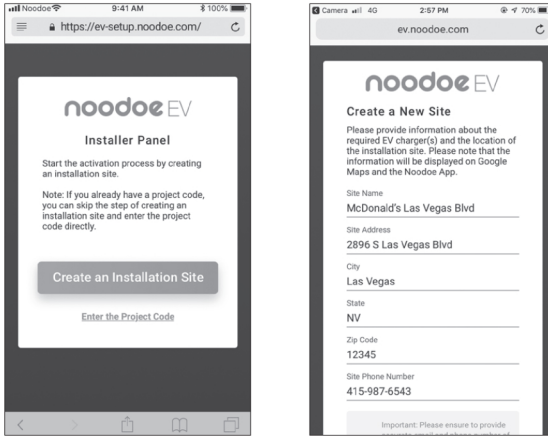 Noodoe 9:41 AM 100%
https://ev-setup.noodoe.com/
noodoe EV
Installer Panel
Start the activation process by creating
an installation site.
Note: If you already have a project code,
you can skip the step of creating an
installation site and enter the project
code directly.
Create an Installation Site
Enter the Project Code
Camera 4G 2:57 PM 70%
ev.noodoe.com
noodoe EV
Create a New Site
Please provide information about the
required EV charger(s) and the location of
the installation site. Please note that the
information will be displayed on Google
Maps and the Noodoe App.
Site Name
McDonald's Las Vegas Blvd
Site Address
2896 S Las Vegas Blvd
City
Las Vegas
State
NV
Zip Code
12345
Site Phone Number
415-987-6543
Important: Please ensure to provide